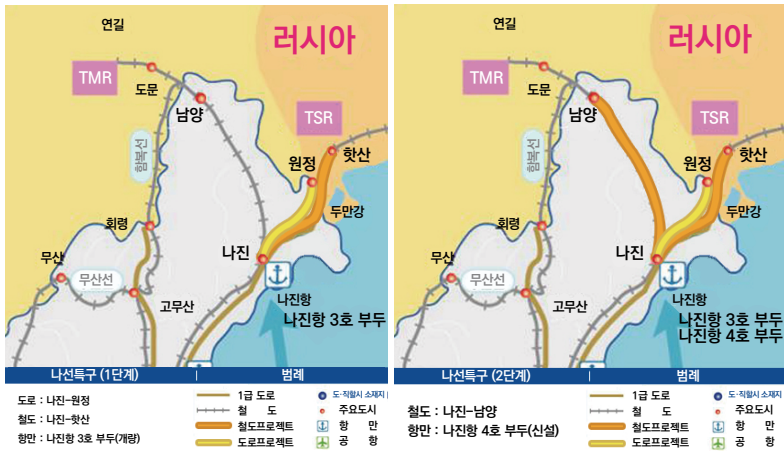 연길
러시아
TMR
도문
남양
TSR
함북선
원정
핫산
두만강
회령
무산
나진
무산선
고무산
나진항
나진항 3호 부두
나선특구 (1단계)
범례
도로 : 나진-원정
철도 : 나진-핫산
항만 : 나진항 3호 부두(개량)
1급 도로
철 도
철도프로젝트
도로프로젝트
도·직할시 소재지
주요도시
항 만
공 항
연길
러시아
TMR
도문
남양
TSR
함북선
원정
핫산
두만강
회령
무산
나진
무산선
고무산
나진항
나진항 3호 부두
나진항 4호 부두
나선특구 (2단계)
범례
철도 : 나진-남양
항만 : 나진항 4호 부두(신설)
1급 도로
철 도
철도프로젝트
도로프로젝트
도·직할시 소재지
주요도시
항 만
공 항